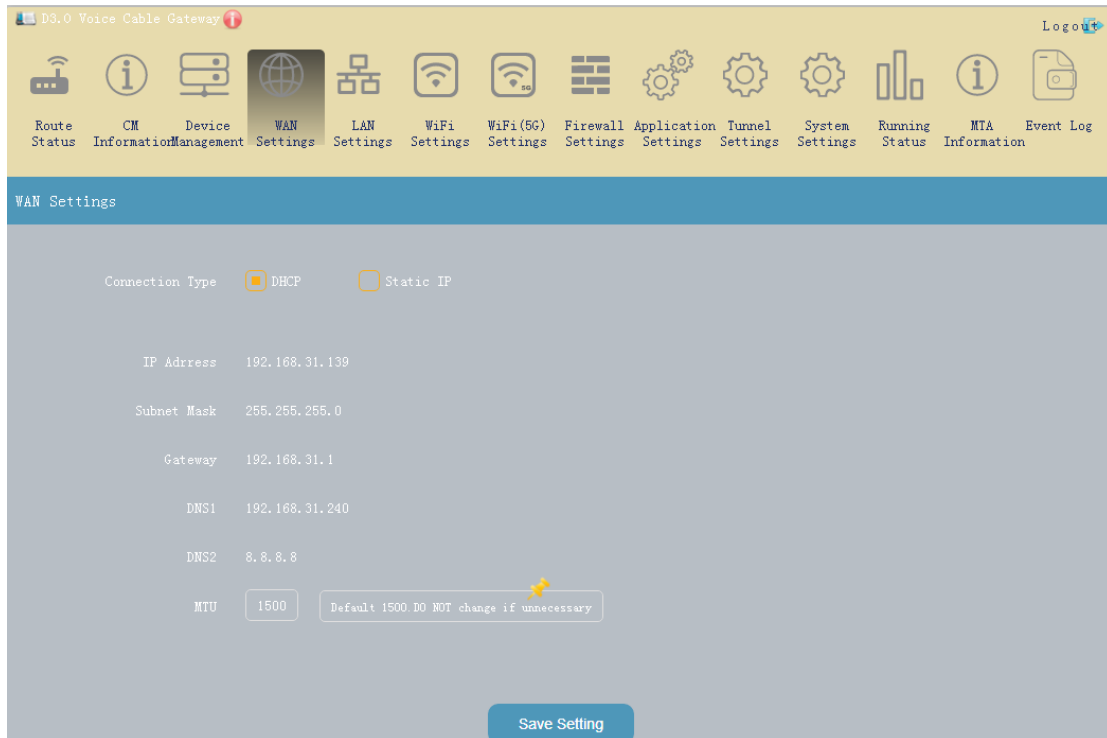 D3.0 Voice Cable Gateway
Logout
Route Status
CM Information
Device Management
WAN Settings
LAN Settings
WiFi Settings
WiFi(5G) Settings
5G
Firewall Settings
Application Settings
Tunnel Settings
System Settings
Running Status
MTA Information
Event Log
WAN Settings
Connection Type DHCP Static IP
IP Adrress 192.168.31.139
Subnet Mask 255.255.255.0
Gateway 192.168.31.1
DNS1 192.168.31.240
DNS2 8.8.8.8
MTU 1500 Default 1500.DO NOT change if unnecessary
Save Setting